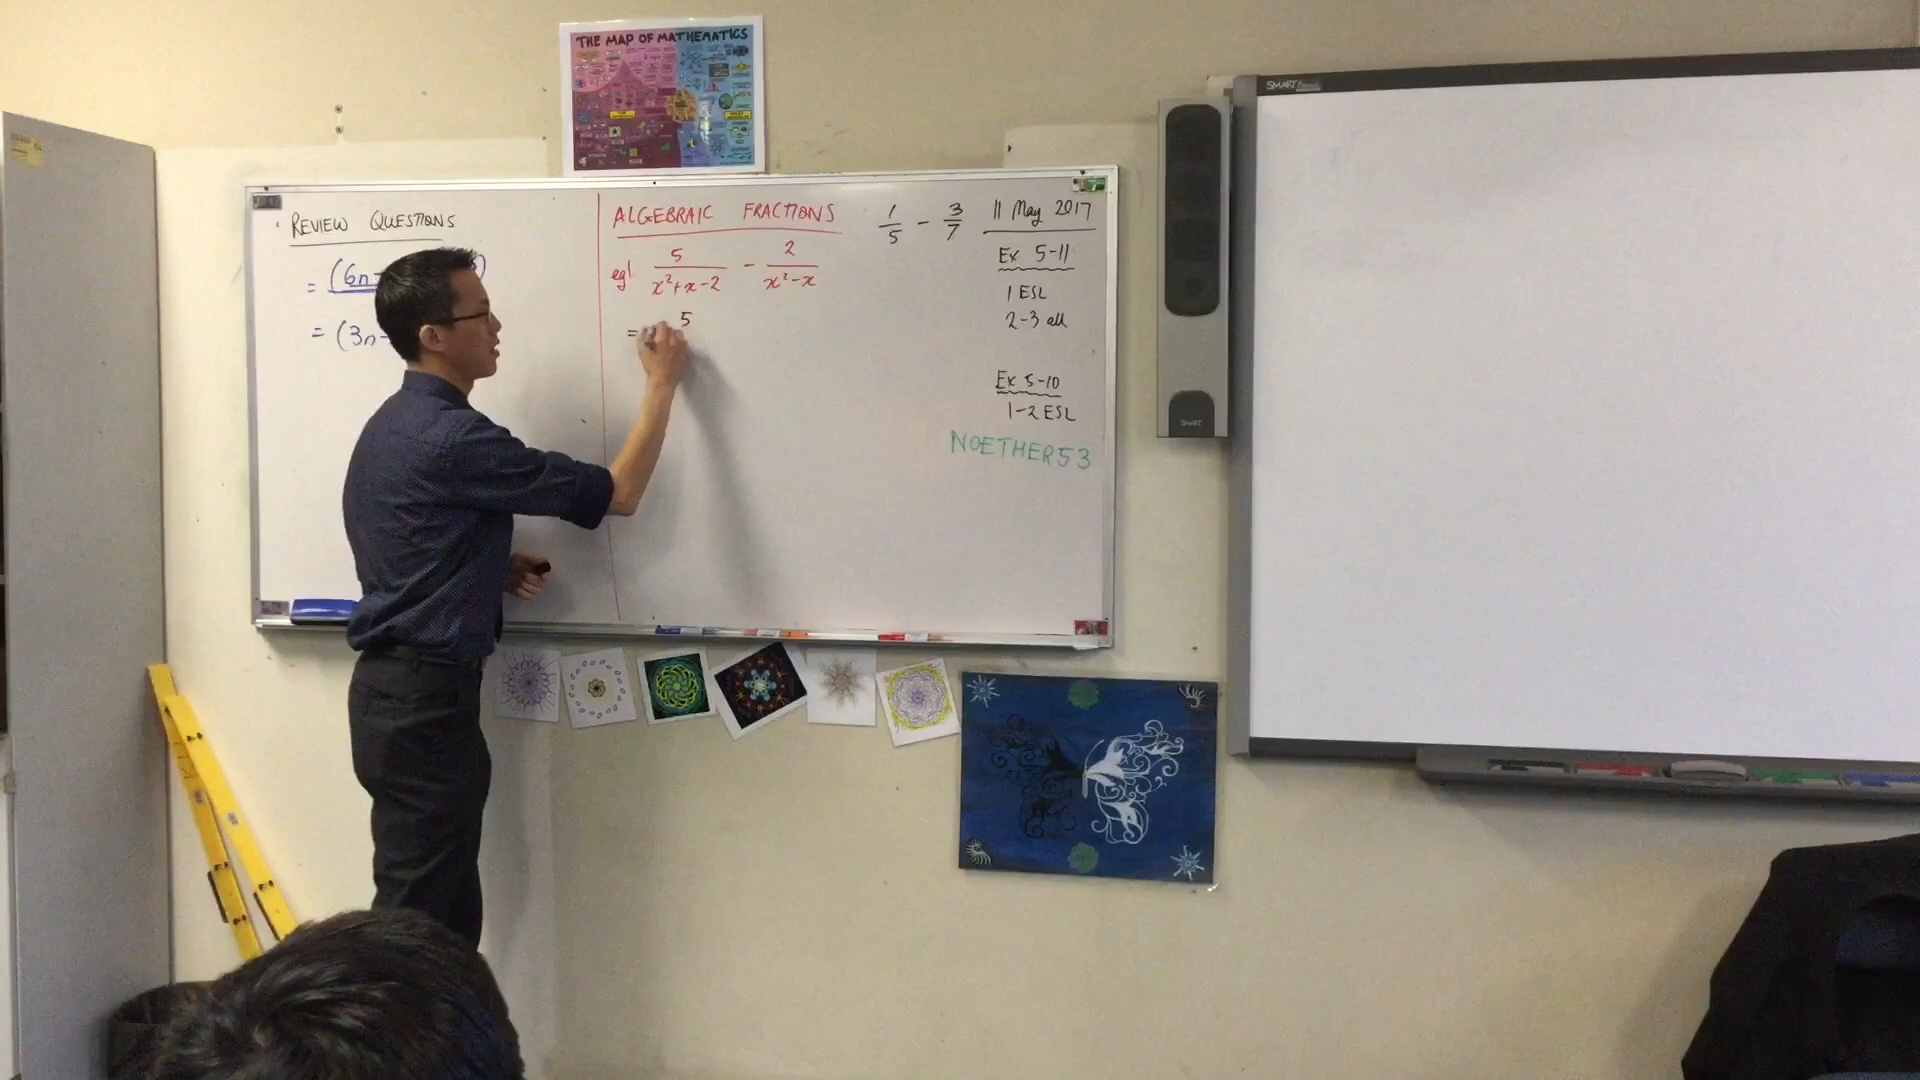 THE MAP OF MATHEMATICS
SMART
REVIEW QUESTIONS
= (6n
= (3n-
ALGEBRAIC FRACTIONS
eg1 5/(x²+x-2) - 2/(x²-x)
= 5
1/5 - 3/7
11 May 2017
Ex 5-11
1 ESL
2-3 all
Ex 5-10
1-2 ESL
NOETHER53
SMART